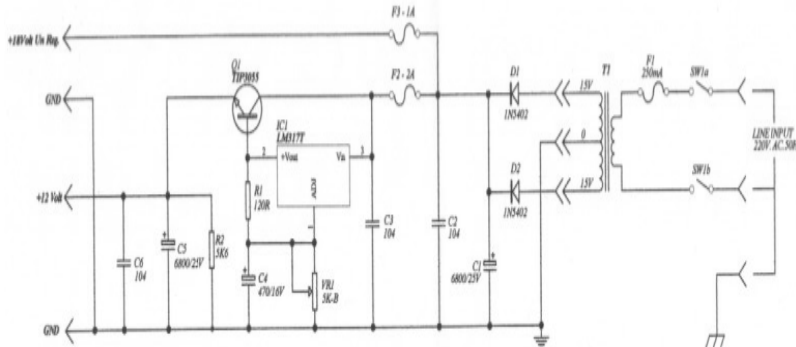 F3 - 1A
+18Volt Un Reg.
Q1
TIP3055
F2 - 2A
D1
1N5402
15V
T1
F1
250mA
SW1a
GND
IC1
LM317T
2
+Vout
Vin
3
ADJ
1
0
LINE INPUT
220V. AC.50H
R1
120R
D2
1N5402
15V
SW1b
+12 Volt
C6
104
+
C5
6800/25V
R2
5K6
+
C4
470/16V
VR1
5K-B
C3
104
C2
104
+
C1
6800/25V
GND